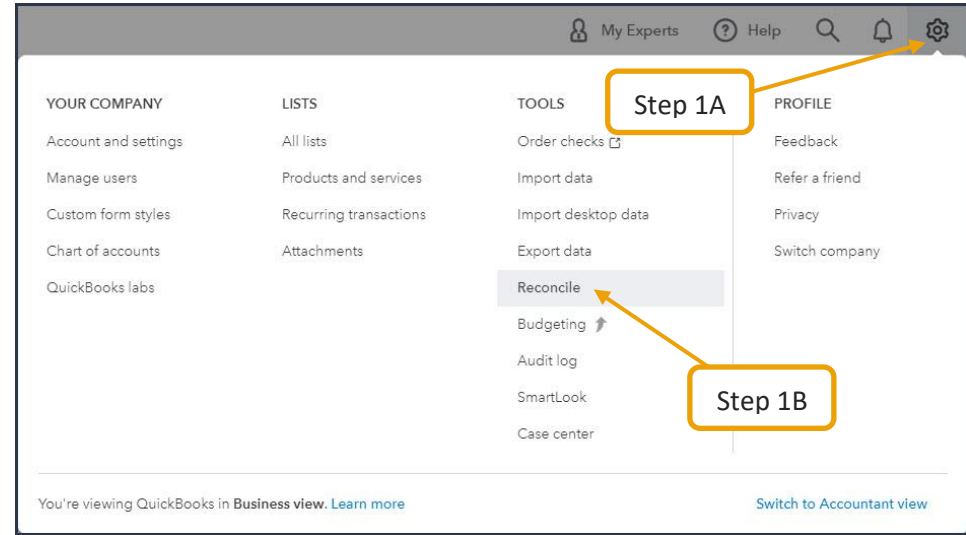 My Experts
Help
Step 1A
YOUR COMPANY
Account and settings
Manage users
Custom form styles
Chart of accounts
QuickBooks labs
LISTS
All lists
Products and services
Recurring transactions
Attachments
TOOLS
Order checks
Import data
Import desktop data
Export data
Reconcile
Budgeting
Audit log
SmartLook
Case center
Step 1B
PROFILE
Feedback
Refer a friend
Privacy
Switch company
You're viewing QuickBooks in Business view. Learn more
Switch to Accountant view